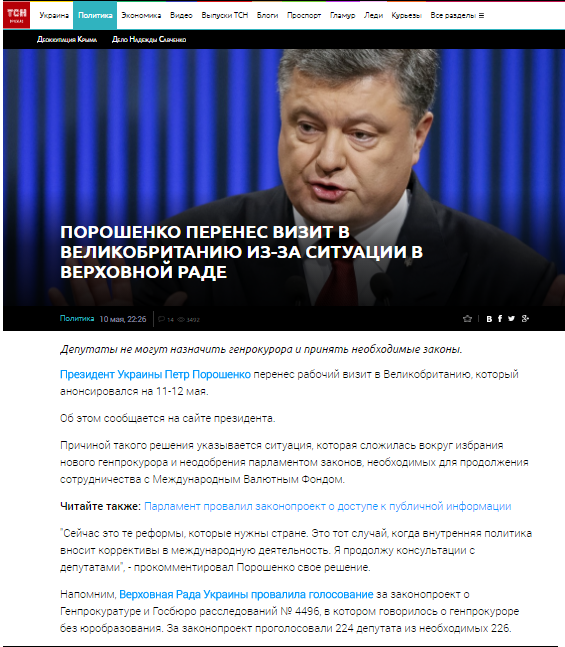 ТСН
Украина Политика Экономика Видео Выпуски ТСН Блоги Проспорт Гламур Леди Курьезы Все разделы
Деоккупация Крыма Дело Надежды Савченко
ПОРОШЕНКО ПЕРЕНЕС ВИЗИТ В
ВЕЛИКОБРИТАНИЮ ИЗ-ЗА СИТУАЦИИ В
ВЕРХОВНОЙ РАДЕ
Политика 10 мая, 22:26 14 3492
Депутаты не могут назначить генпрокурора и принять необходимые законы.
Президент Украины Петр Порошенко перенес рабочий визит в Великобританию, который
анонсировался на 11-12 мая.
Об этом сообщается на сайте президента.
Причиной такого решения указывается ситуация, которая сложилась вокруг избрания
нового генпрокурора и неодобрения парламентом законов, необходимых для продолжения
сотрудничества с Международным Валютным Фондом.
Читайте также: Парламент провалил законопроект о доступе к публичной информации
"Сейчас это те реформы, которые нужны стране. Это тот случай, когда внутренняя политика
вносит коррективы в международную деятельность. Я продолжу консультации с
депутатами", - прокомментировал Порошенко свое решение.
Напомним, Верховная Рада Украины провалила голосование за законопроект о
Генпрокуратуре и Госбюро расследований № 4496, в котором говорилось о генпрокуроре
без юробразования. За законопроект проголосовали 224 депутата из необходимых 226.